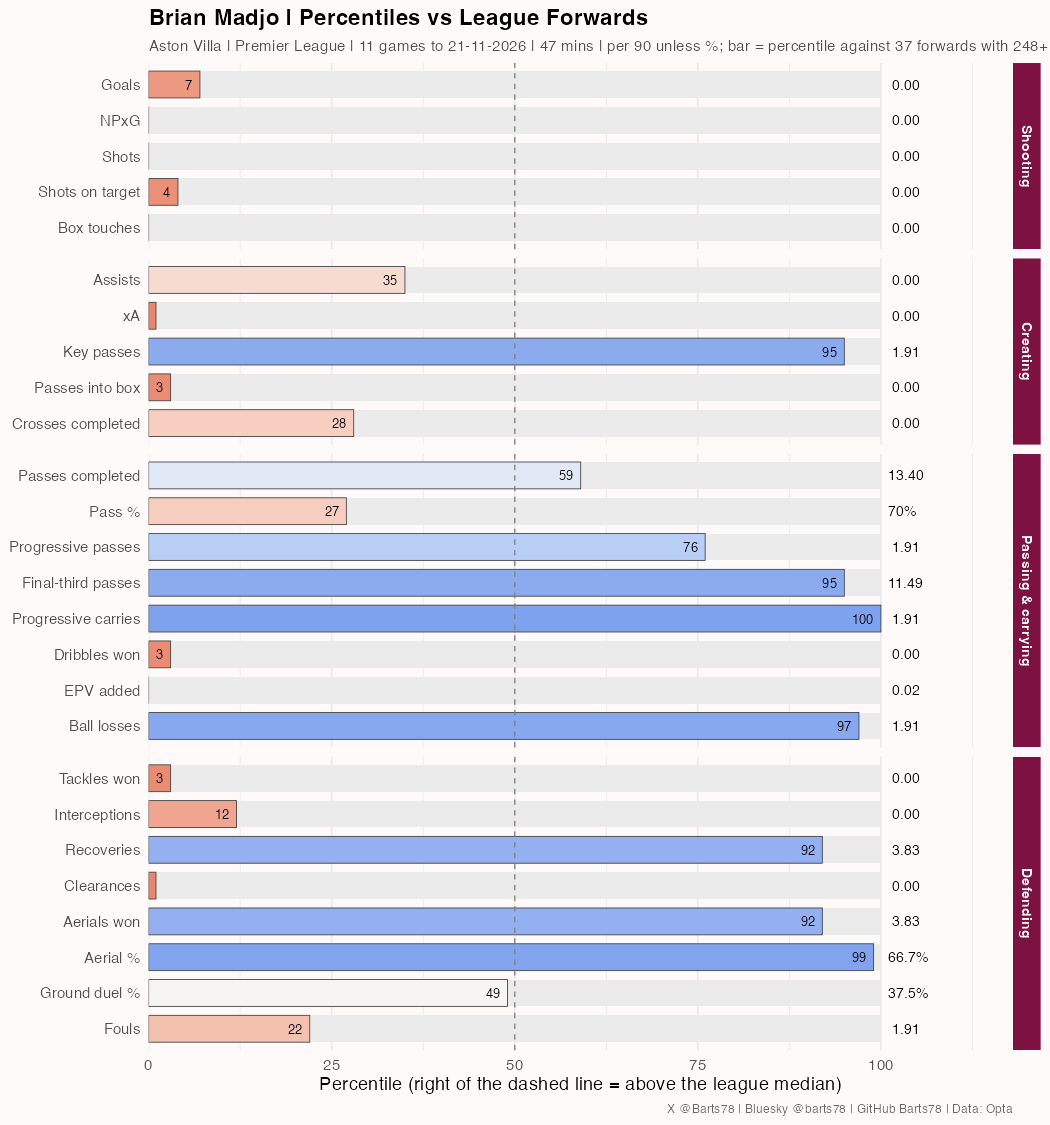 Brian Madjo | Percentiles vs League Forwards
Aston Villa | Premier League | 11 games to 21-11-2026 | 47 mins | per 90 unless %; bar = percentile against 37 forwards with 248+
Shooting
Goals 7 0.00
NPxG 0.00
Shots 0.00
Shots on target 4 0.00
Box touches 0.00
Creating
Assists 35 0.00
xA 0.00
Key passes 95 1.91
Passes into box 3 0.00
Crosses completed 28 0.00
Passing & carrying
Passes completed 59 13.40
Pass % 27 70%
Progressive passes 76 1.91
Final-third passes 95 11.49
Progressive carries 100 1.91
Dribbles won 3 0.00
EPV added 0.02
Ball losses 97 1.91
Defending
Tackles won 3 0.00
Interceptions 12 0.00
Recoveries 92 3.83
Clearances 0.00
Aerials won 92 3.83
Aerial % 99 66.7%
Ground duel % 49 37.5%
Fouls 22 1.91
0 25 50 75 100
Percentile (right of the dashed line = above the league median)
X @Barts78 | Bluesky @barts78 | GitHub Barts78 | Data: Opta